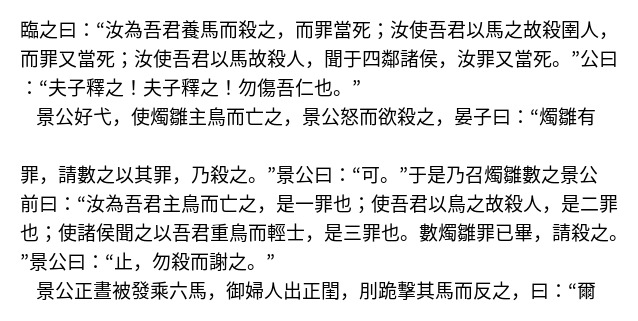 臨之曰：“汝為吾君養馬而殺之，而罪當死；汝使吾君以馬之故殺圉人，
而罪又當死；汝使吾君以馬故殺人，聞于四鄰諸侯，汝罪又當死。”公曰
：“夫子釋之！夫子釋之！勿傷吾仁也。”
景公好弋，使燭雛主鳥而亡之，景公怒而欲殺之，晏子曰：“燭雛有
罪，請數之以其罪，乃殺之。”景公曰：“可。”于是乃召燭雛數之景公
前曰：“汝為吾君主鳥而亡之，是一罪也；使吾君以鳥之故殺人，是二罪
也；使諸侯聞之以吾君重鳥而輕士，是三罪也。數燭雛罪已畢，請殺之。
”景公曰：“止，勿殺而謝之。”
景公正晝被發乘六馬，御婦人出正閨，刖跪擊其馬而反之，曰：“爾